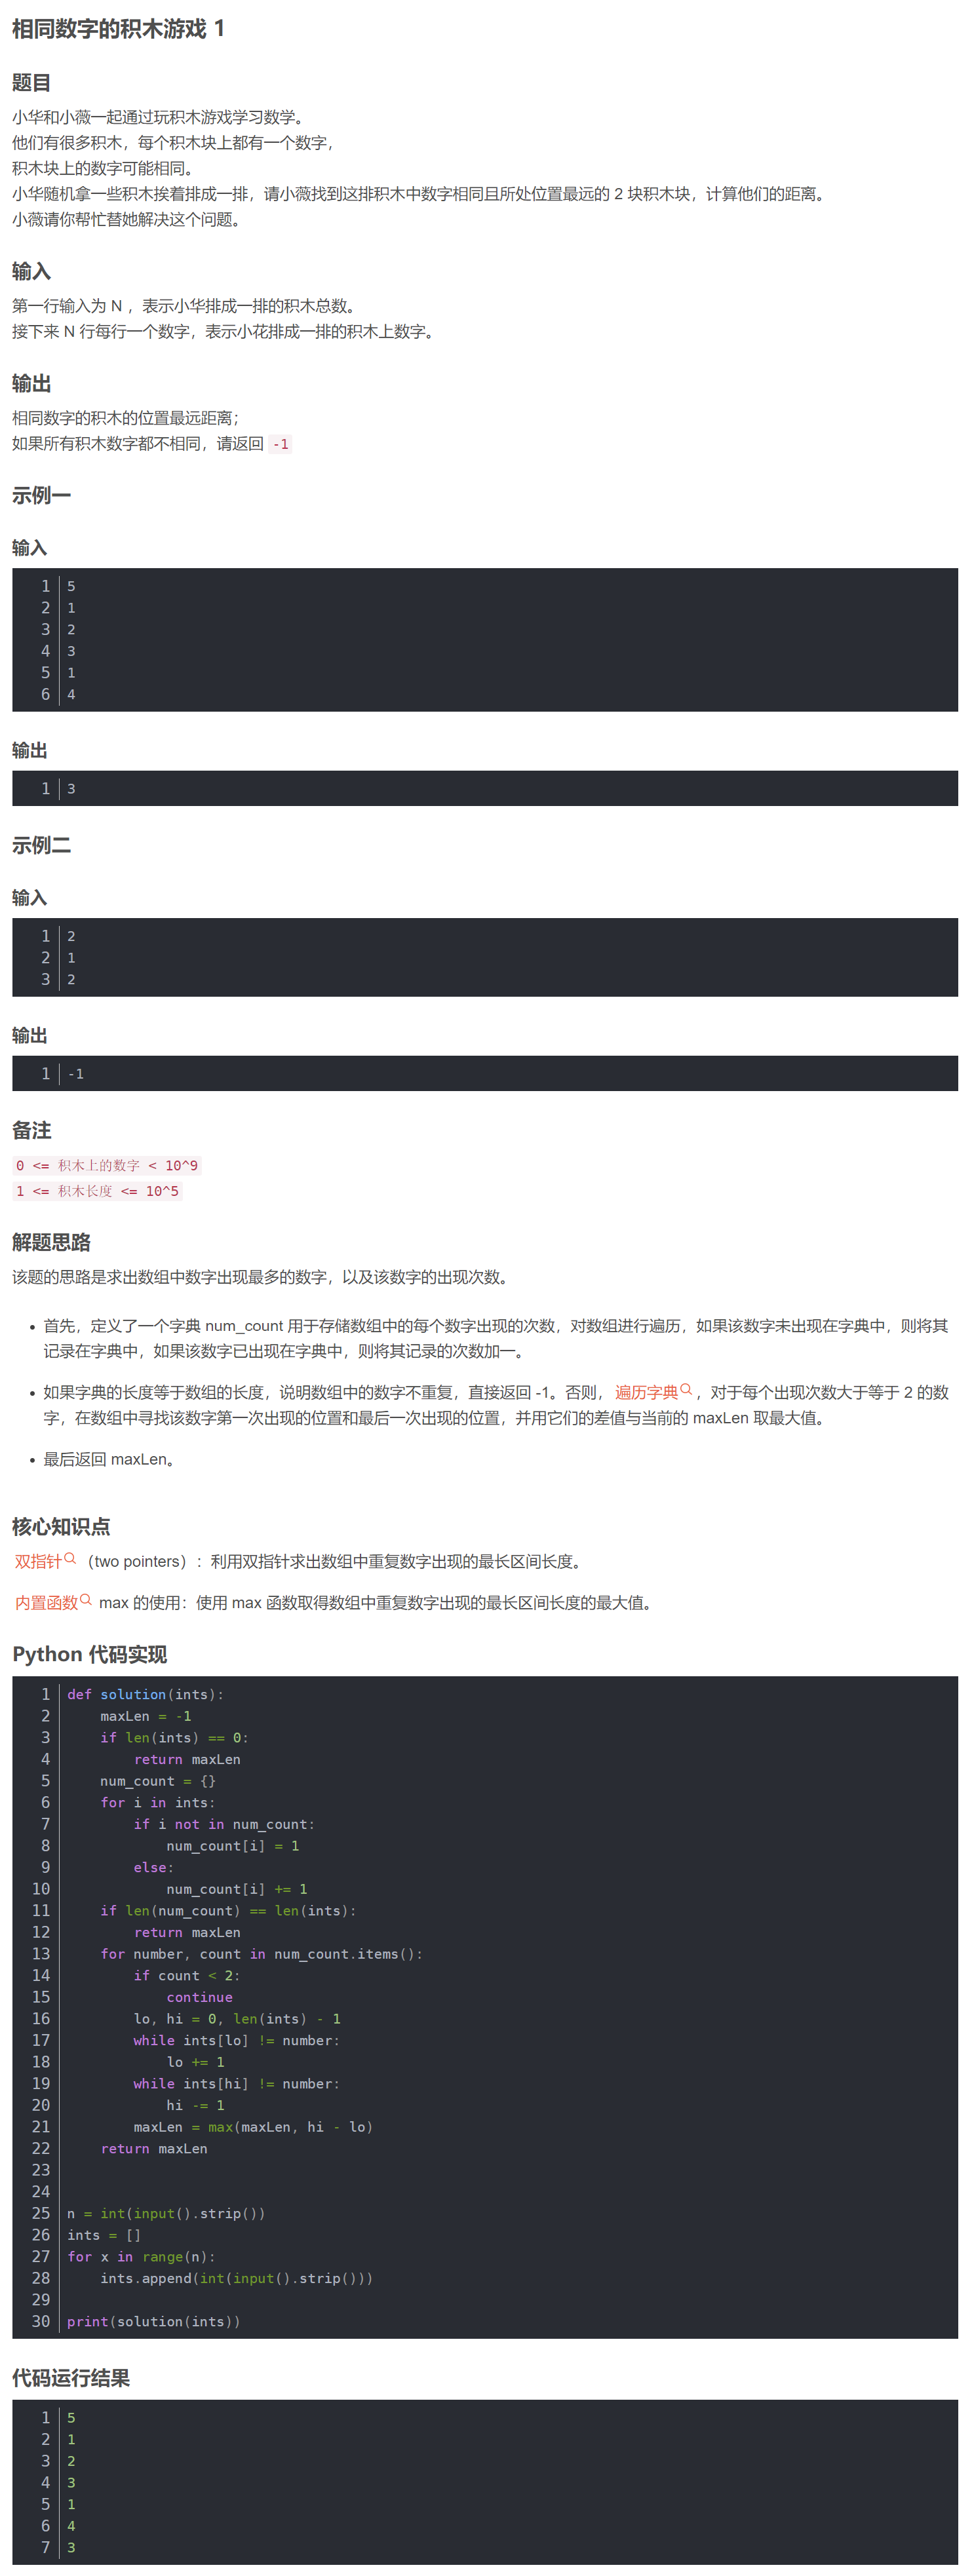 相同数字的积木游戏 1
题目
小华和小薇一起通过玩积木游戏学习数学。
他们有很多积木，每个积木块上都有一个数字，
积木块上的数字可能相同。
小华随机拿一些积木挨着排成一排，请小薇找到这排积木中数字相同且所处位置最远的 2 块积木块，计算他们的距离。
小薇请你帮忙替她解决这个问题。
输入
第一行输入为 N ，表示小华排成一排的积木总数。
接下来 N 行每行一个数字，表示小花排成一排的积木上数字。
输出
相同数字的积木的位置最远距离；
如果所有积木数字都不相同，请返回 -1
示例一
输入
1 5
2 1
3 2
4 3
5 1
6 4
输出
1 3
示例二
输入
1 2
2 1
3 2
输出
1 -1
备注
0 <= 积木上的数字 < 10^9
1 <= 积木长度 <= 10^5
解题思路
该题的思路是求出数组中数字出现最多的数字，以及该数字的出现次数。
• 首先，定义了一个字典 num_count 用于存储数组中的每个数字出现的次数，对数组进行遍历，如果该数字未出现在字典中，则将其
记录在字典中，如果该数字已出现在字典中，则将其记录的次数加一。
• 如果字典的长度等于数组的长度，说明数组中的数字不重复，直接返回 -1。否则，遍历字典，对于每个出现次数大于等于 2 的数
字，在数组中寻找该数字第一次出现的位置和最后一次出现的位置，并用它们的差值与当前的 maxLen 取最大值。
• 最后返回 maxLen。
核心知识点
双指针（two pointers）：利用双指针求出数组中重复数字出现的最长区间长度。
内置函数 max 的使用：使用 max 函数取得数组中重复数字出现的最长区间长度的最大值。
Python 代码实现
1 def solution(ints):
2     maxLen = -1
3     if len(ints) == 0:
4         return maxLen
5     num_count = {}
6     for i in ints:
7         if i not in num_count:
8             num_count[i] = 1
9         else:
10             num_count[i] += 1
11     if len(num_count) == len(ints):
12         return maxLen
13     for number, count in num_count.items():
14         if count < 2:
15             continue
16         lo, hi = 0, len(ints) - 1
17         while ints[lo] != number:
18             lo += 1
19         while ints[hi] != number:
20             hi -= 1
21         maxLen = max(maxLen, hi - lo)
22     return maxLen
23
24
25 n = int(input().strip())
26 ints = []
27 for x in range(n):
28     ints.append(int(input().strip()))
29
30 print(solution(ints))
代码运行结果
1 5
2 1
3 2
4 3
5 1
6 4
7 3